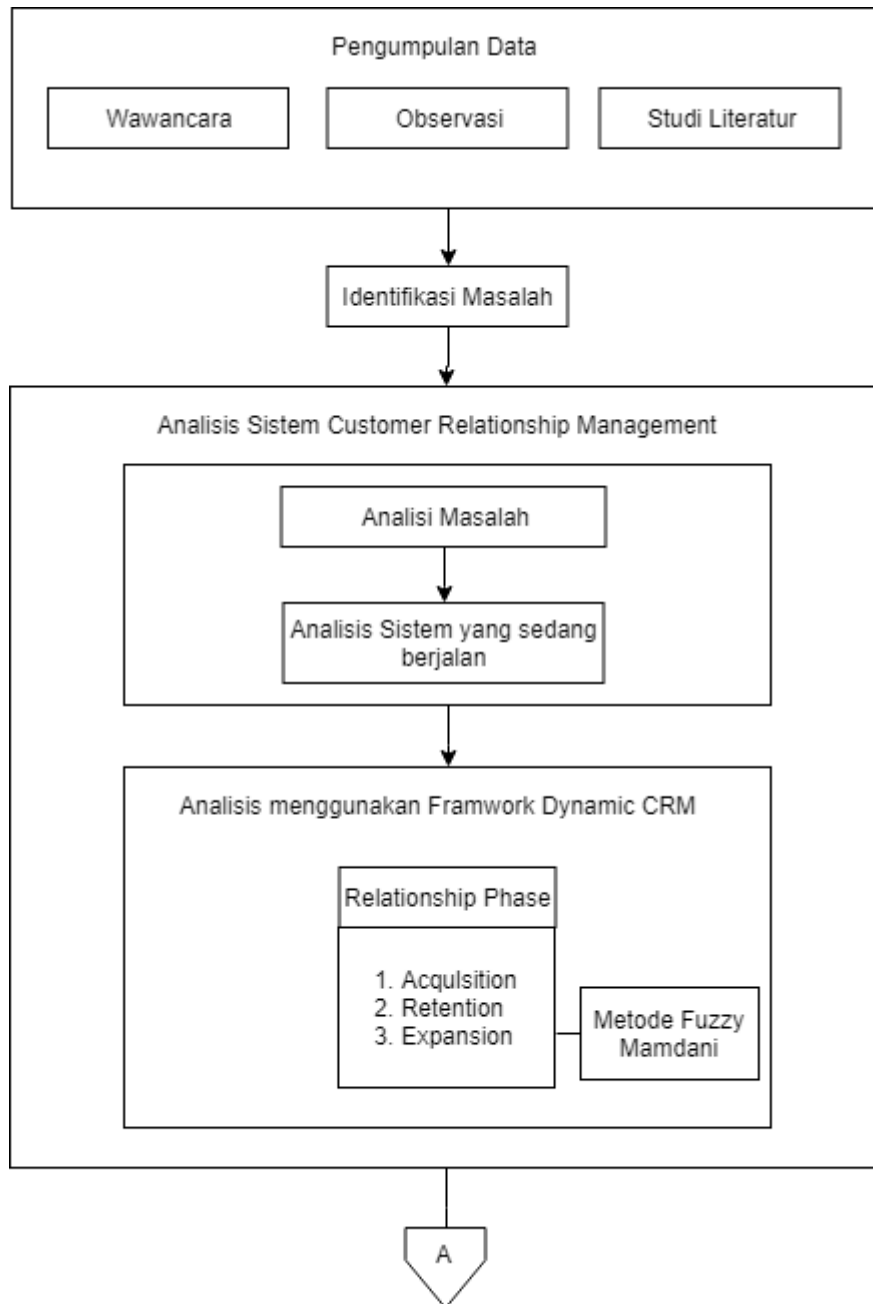 Pengumpulan Data
Wawancara
Observasi
Studi Literatur
Identifikasi Masalah
Analisis Sistem Customer Relationship Management
Analisi Masalah
Analisis Sistem yang sedang
berjalan
Analisis menggunakan Framwork Dynamic CRM
Relationship Phase
1. Acqulsition
2. Retention
3. Expansion
Metode Fuzzy
Mamdani
A